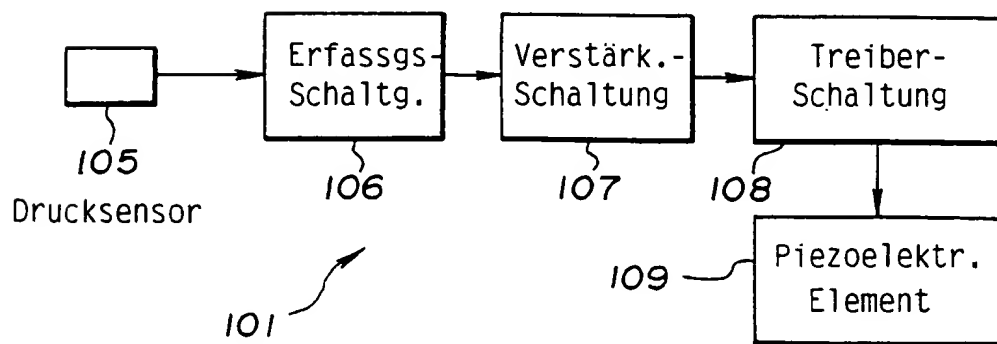 Erfassgs-
Schaltg.
Verstärk.-
Schaltung
Treiber-
Schaltung
105
Drucksensor
106
107
108
Piezoelektr.
Element
109
101